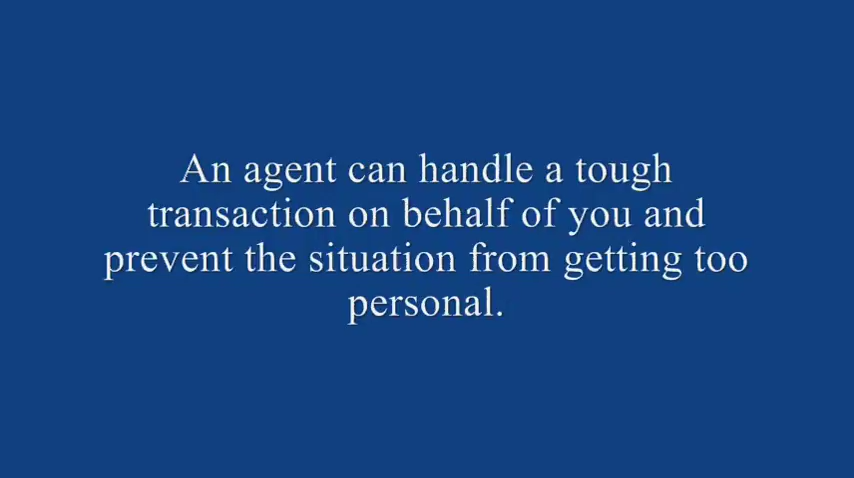 An agent can handle a tough
transaction on behalf of you and
prevent the situation from getting too
personal.